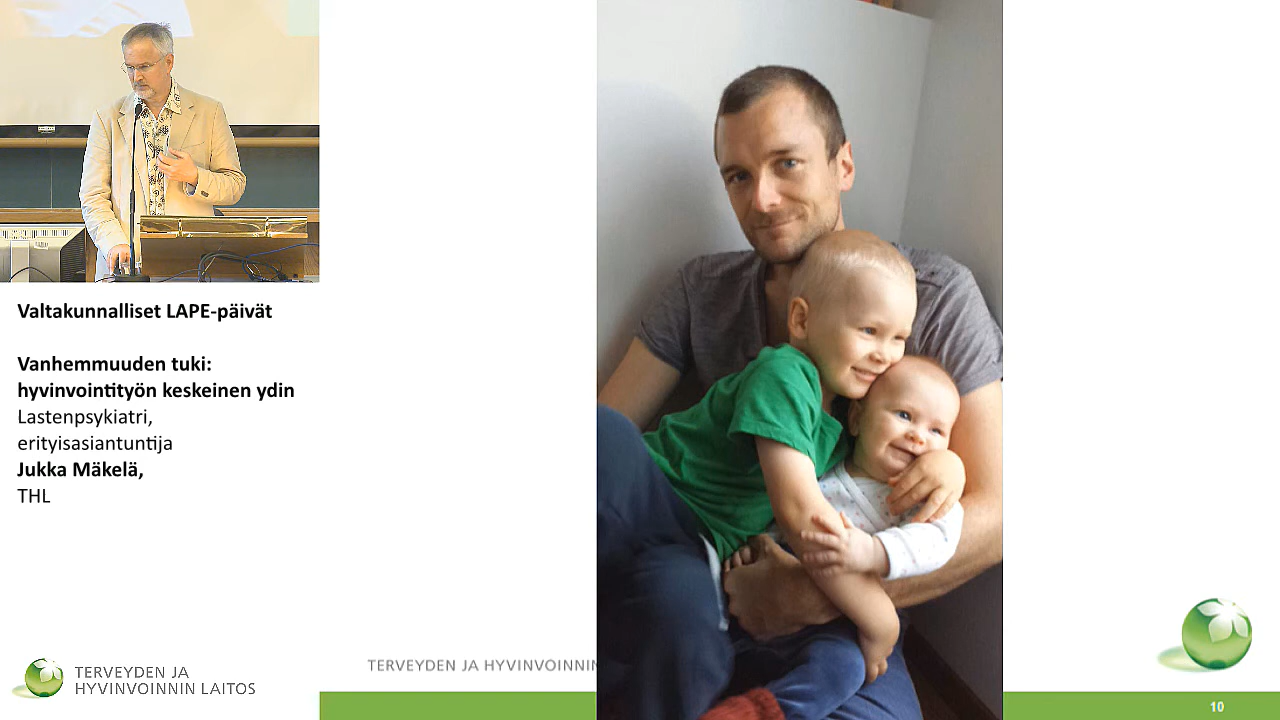 Valtakunnalliset LAPE-päivät
Vanhemmuuden tuki:
hyvinvointityön keskeinen ydin
Lastenpsykiatri,
erityisasiantuntija
Jukka Mäkelä,
THL
TERVEYDEN JA
HYVINVOINNIN LAITOS
TERVEYDEN JA HYVINVOINNIN
10